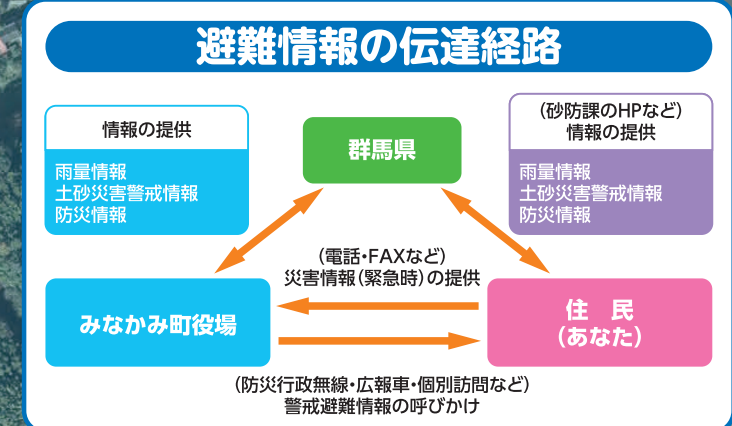 避難情報の伝達経路
情報の提供
雨量情報
土砂災害警戒情報
防災情報
群馬県
（砂防課のHPなど）
情報の提供
雨量情報
土砂災害警戒情報
防災情報
（電話・FAXなど）
災害情報（緊急時）の提供
みなかみ町役場
住　民
（あなた）
（防災行政無線・広報車・個別訪問など）
警戒避難情報の呼びかけ